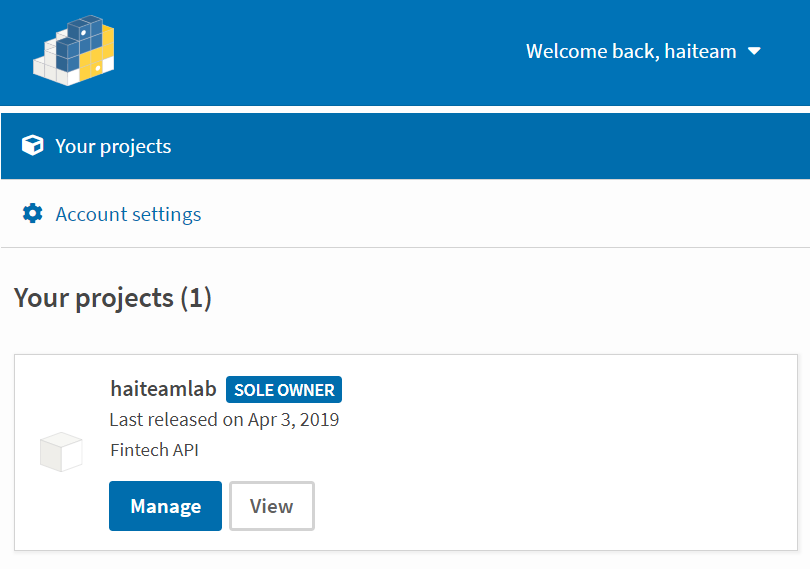 Welcome back, haiteam
Your projects
Account settings
Your projects (1)
haiteamlab SOLE OWNER
Last released on Apr 3, 2019
Fintech API
Manage View